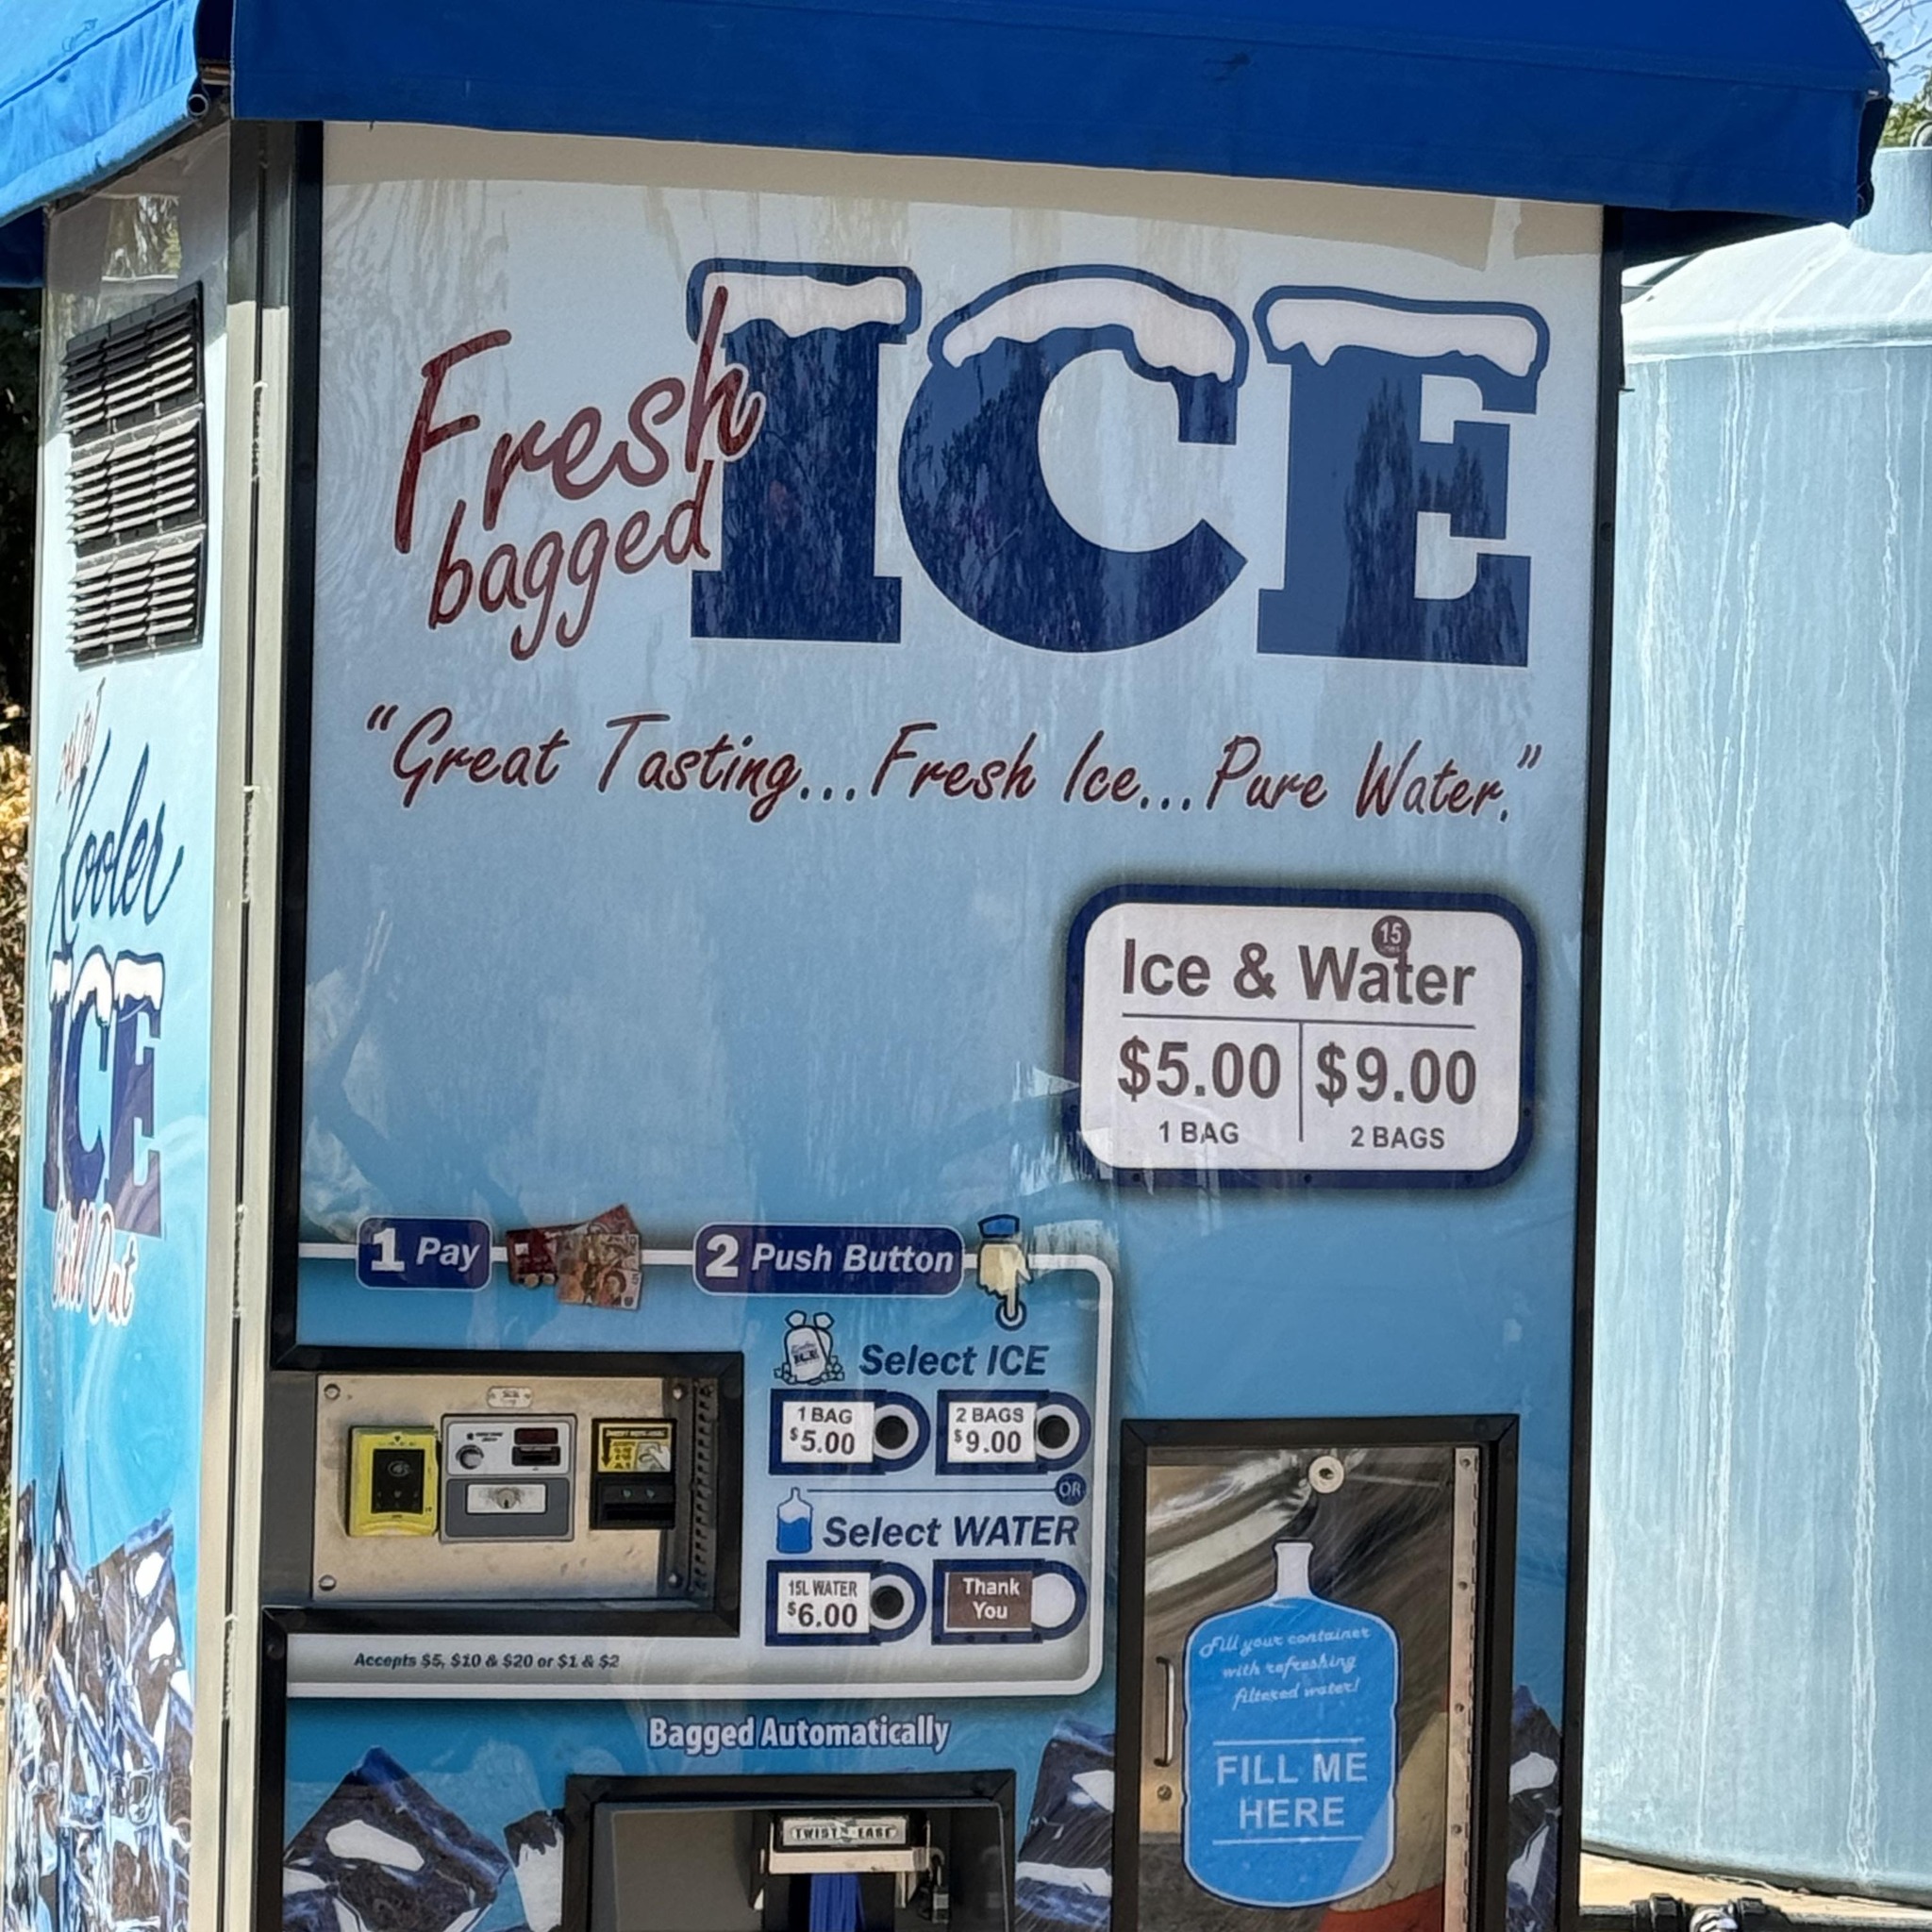 Fresh
bagged
ICE
"Great Tasting...Fresh Ice...Pure Water."
Kooler
ICE
Chill Out
15
Ice & Water
$5.00 $9.00
1 BAG 2 BAGS
1 Pay 2 Push Button
Select ICE
1 BAG
$5.00
2 BAGS
$9.00
OR
Select WATER
15L WATER
$6.00
Thank
You
Accepts $5, $10 & $20 or $1 & $2
Bagged Automatically
TWIST N EASE
Fill your container
with refreshing
filtered water!
FILL ME
HERE